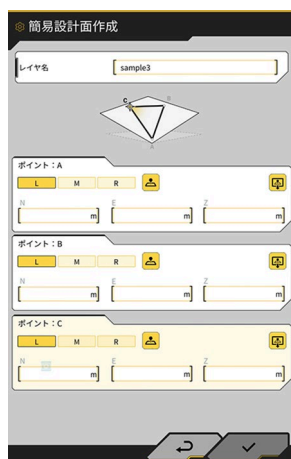 簡易設計面作成
レイヤ名 [ sample3 ]
C B
A
ポイント：A
L M R
N E Z
[ m] [ m] [ m]
ポイント：B
L M R
N E Z
[ m] [ m] [ m]
ポイント：C
L M R
N E Z
[ m] [ m] [ m]